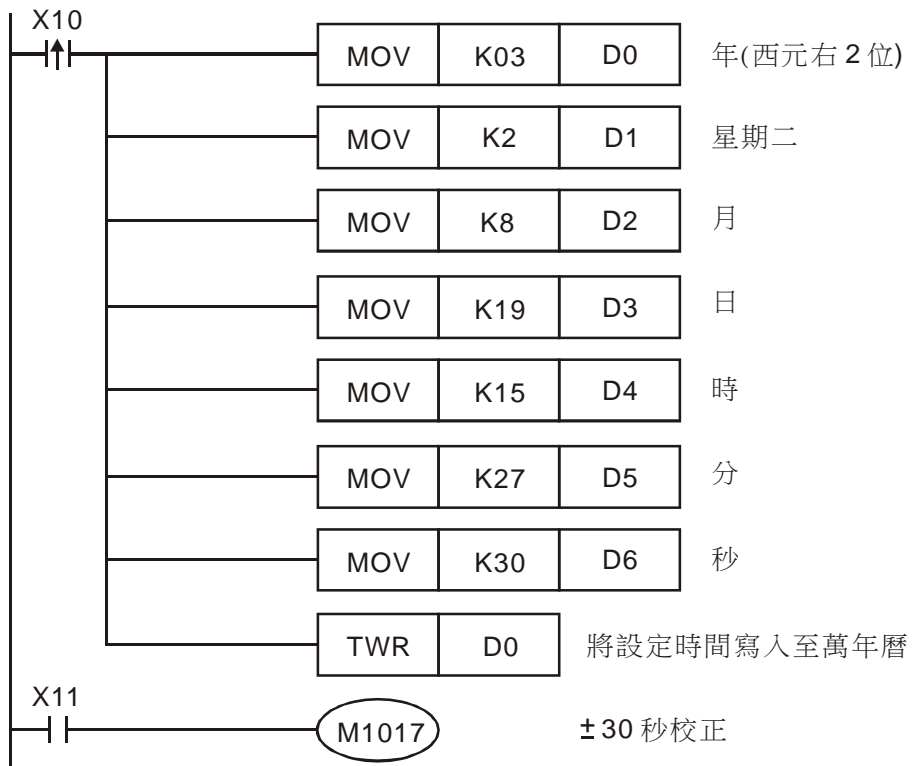 X10
MOV K03 D0 年(西元右 2 位)
MOV K2 D1 星期二
MOV K8 D2 月
MOV K19 D3 日
MOV K15 D4 時
MOV K27 D5 分
MOV K30 D6 秒
TWR D0 將設定時間寫入至萬年曆
X11
M1017 ±30 秒校正